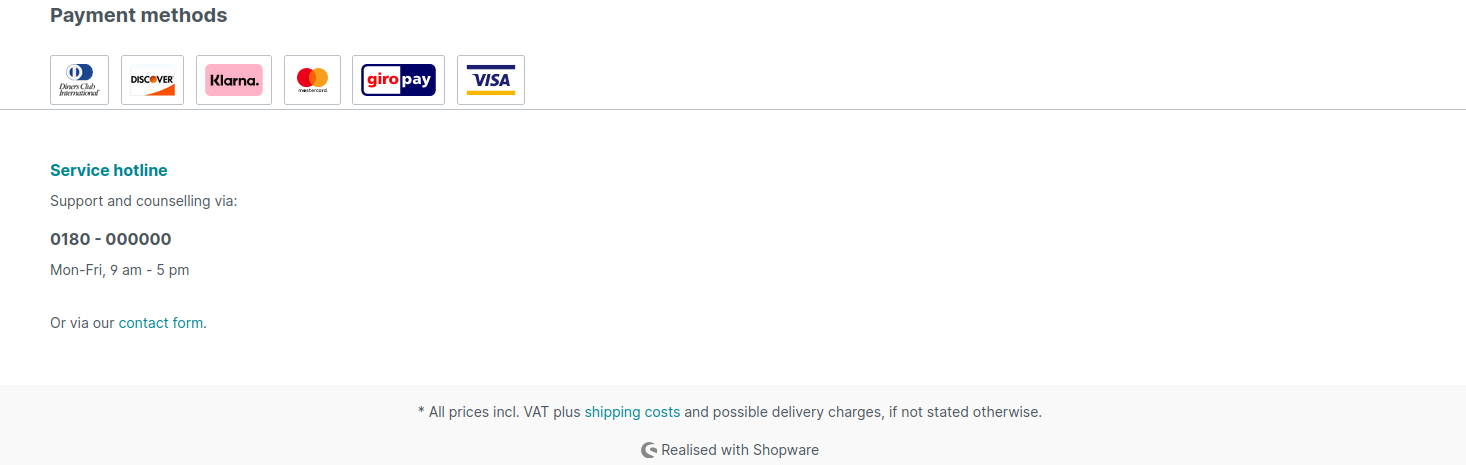 Payment methods
Diners Club International
DISCOVER
Klarna.
mastercard.
giro pay
VISA
Service hotline
Support and counselling via:
0180 - 000000
Mon-Fri, 9 am - 5 pm
Or via our contact form.
* All prices incl. VAT plus shipping costs and possible delivery charges, if not stated otherwise.
Realised with Shopware